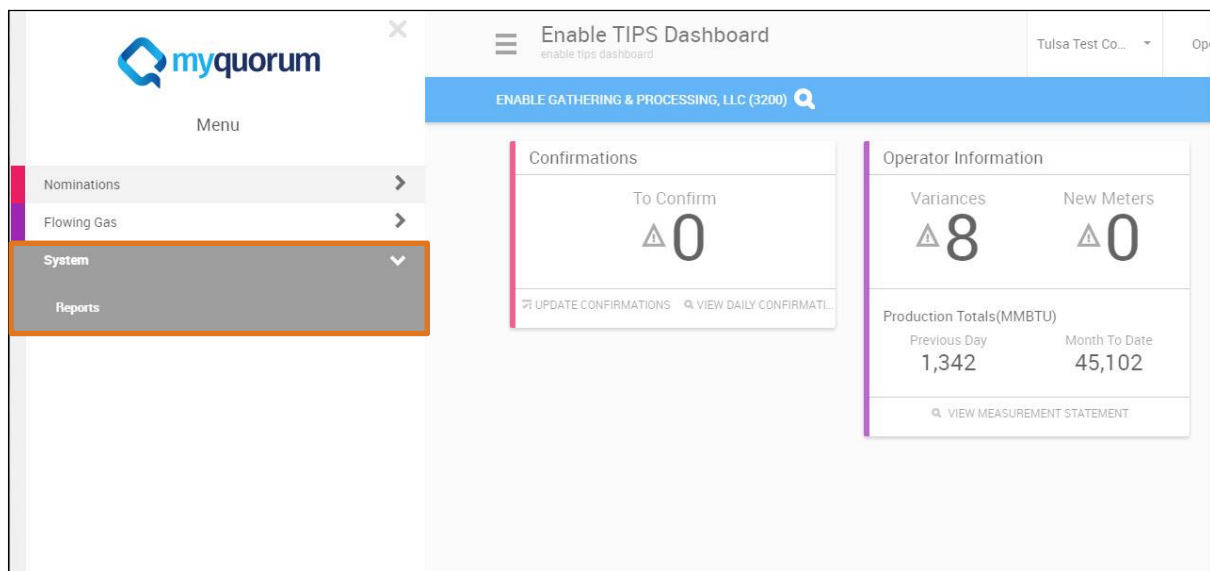 myquorum
Menu
Nominations
Flowing Gas
System
Reports
Enable TIPS Dashboard
enable tips dashboard
Tulsa Test Co...
Ope
ENABLE GATHERING & PROCESSING, LLC (3200)
Confirmations
To Confirm
0
UPDATE CONFIRMATIONS VIEW DAILY CONFIRMATI...
Operator Information
Variances New Meters
8 0
Production Totals(MMBTU)
Previous Day Month To Date
1,342 45,102
VIEW MEASUREMENT STATEMENT